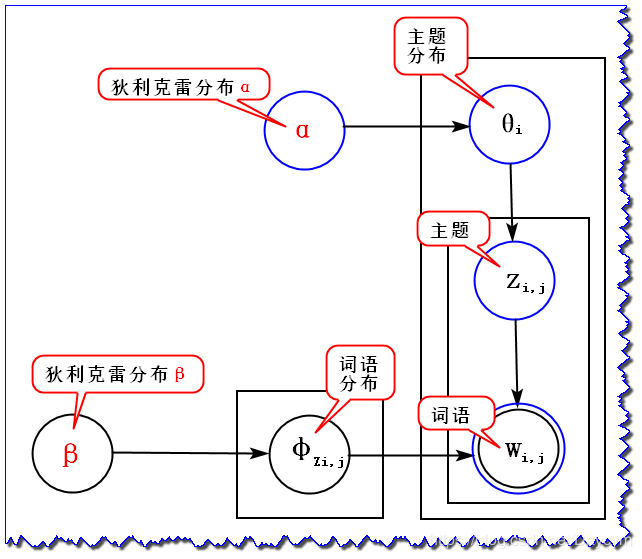 主题
分布
狄利克雷分布 α
α
θi
主题
Zi,j
词语
分布
狄利克雷分布 β
词语
β
ϕZi,j
Wi,j